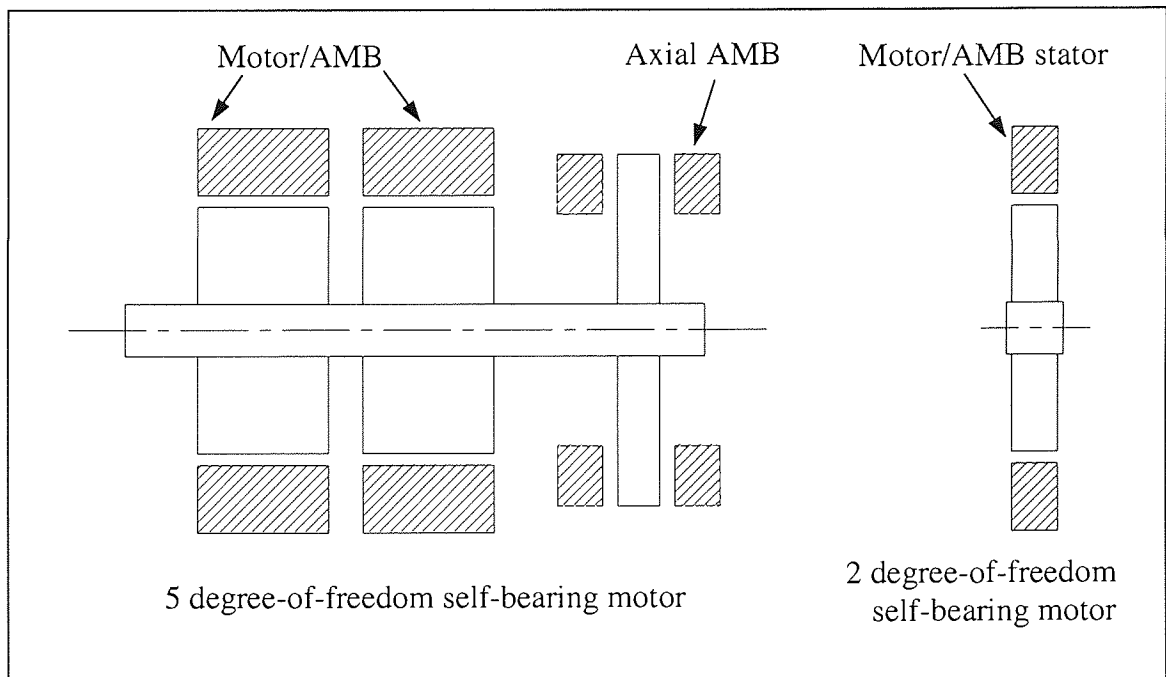 Motor/AMB
Axial AMB
Motor/AMB stator
5 degree-of-freedom self-bearing motor
2 degree-of-freedom
self-bearing motor